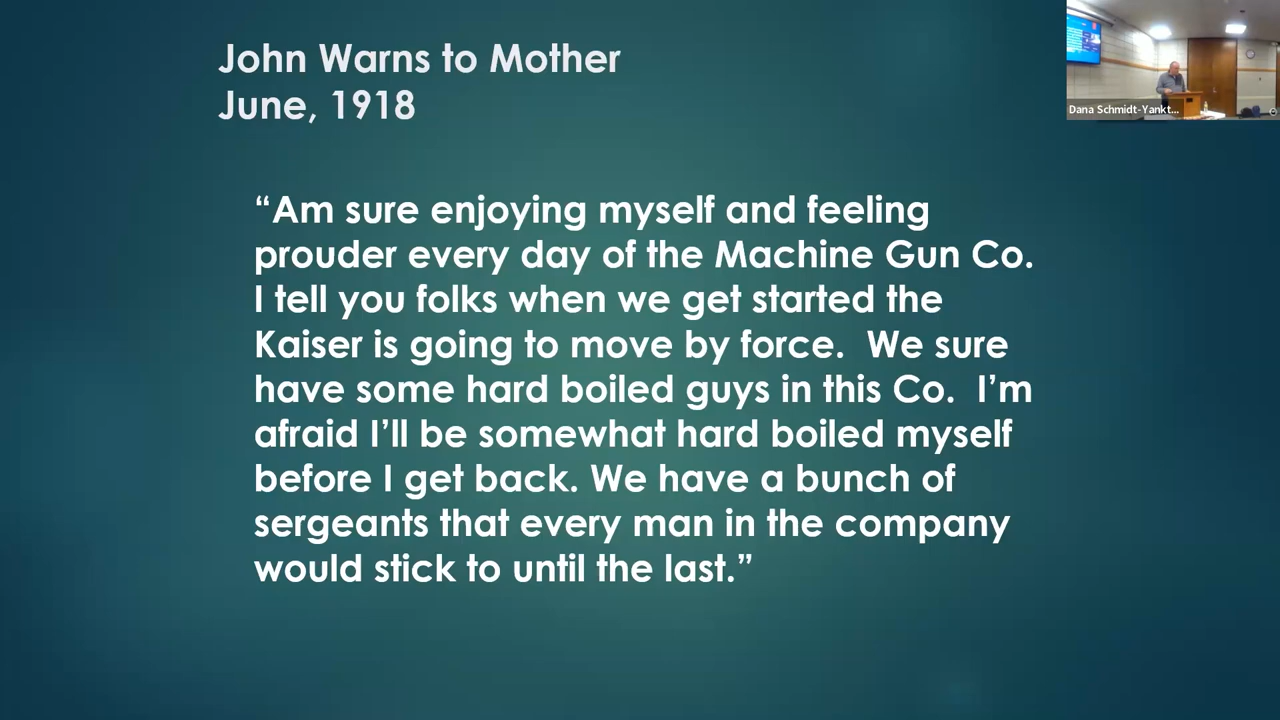 John Warns to Mother
June, 1918
“Am sure enjoying myself and feeling
prouder every day of the Machine Gun Co.
I tell you folks when we get started the
Kaiser is going to move by force.  We sure
have some hard boiled guys in this Co.  I’m
afraid I’ll be somewhat hard boiled myself
before I get back. We have a bunch of
sergeants that every man in the company
would stick to until the last.”
Dana Schmidt-Yankt...